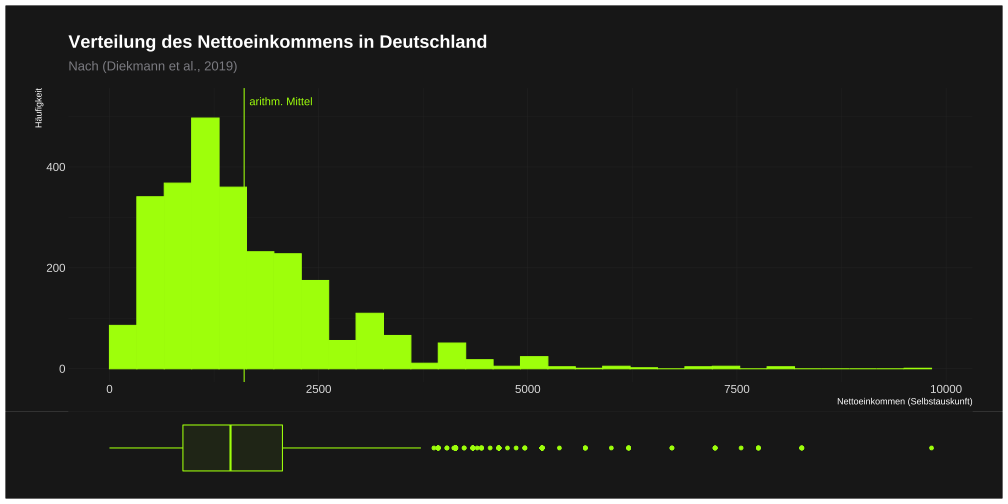 Verteilung des Nettoeinkommens in Deutschland
Nach (Diekmann et al., 2019)
Häufigkeit
arithm. Mittel
400
200
0
0 2500 5000 7500 10000
Nettoeinkommen (Selbstauskunft)